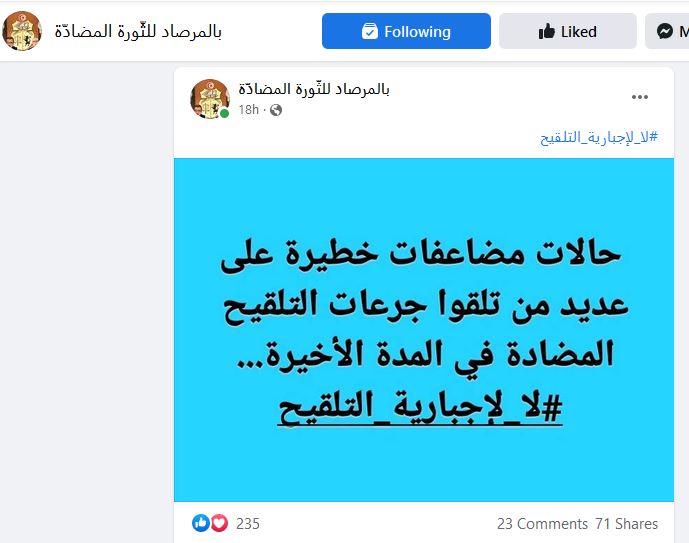 بالمرصاد للثّورة المضادّة
Following
Liked
M
بالمرصاد للثّورة المضادّة
18h ·
#لا_لإجبارية_التلقيح
حالات مضاعفات خطيرة على
عديد من تلقوا جرعات التلقيح
المضادة في المدة الأخيرة...
#لا_لإجبارية_التلقيح
235
23 Comments 71 Shares